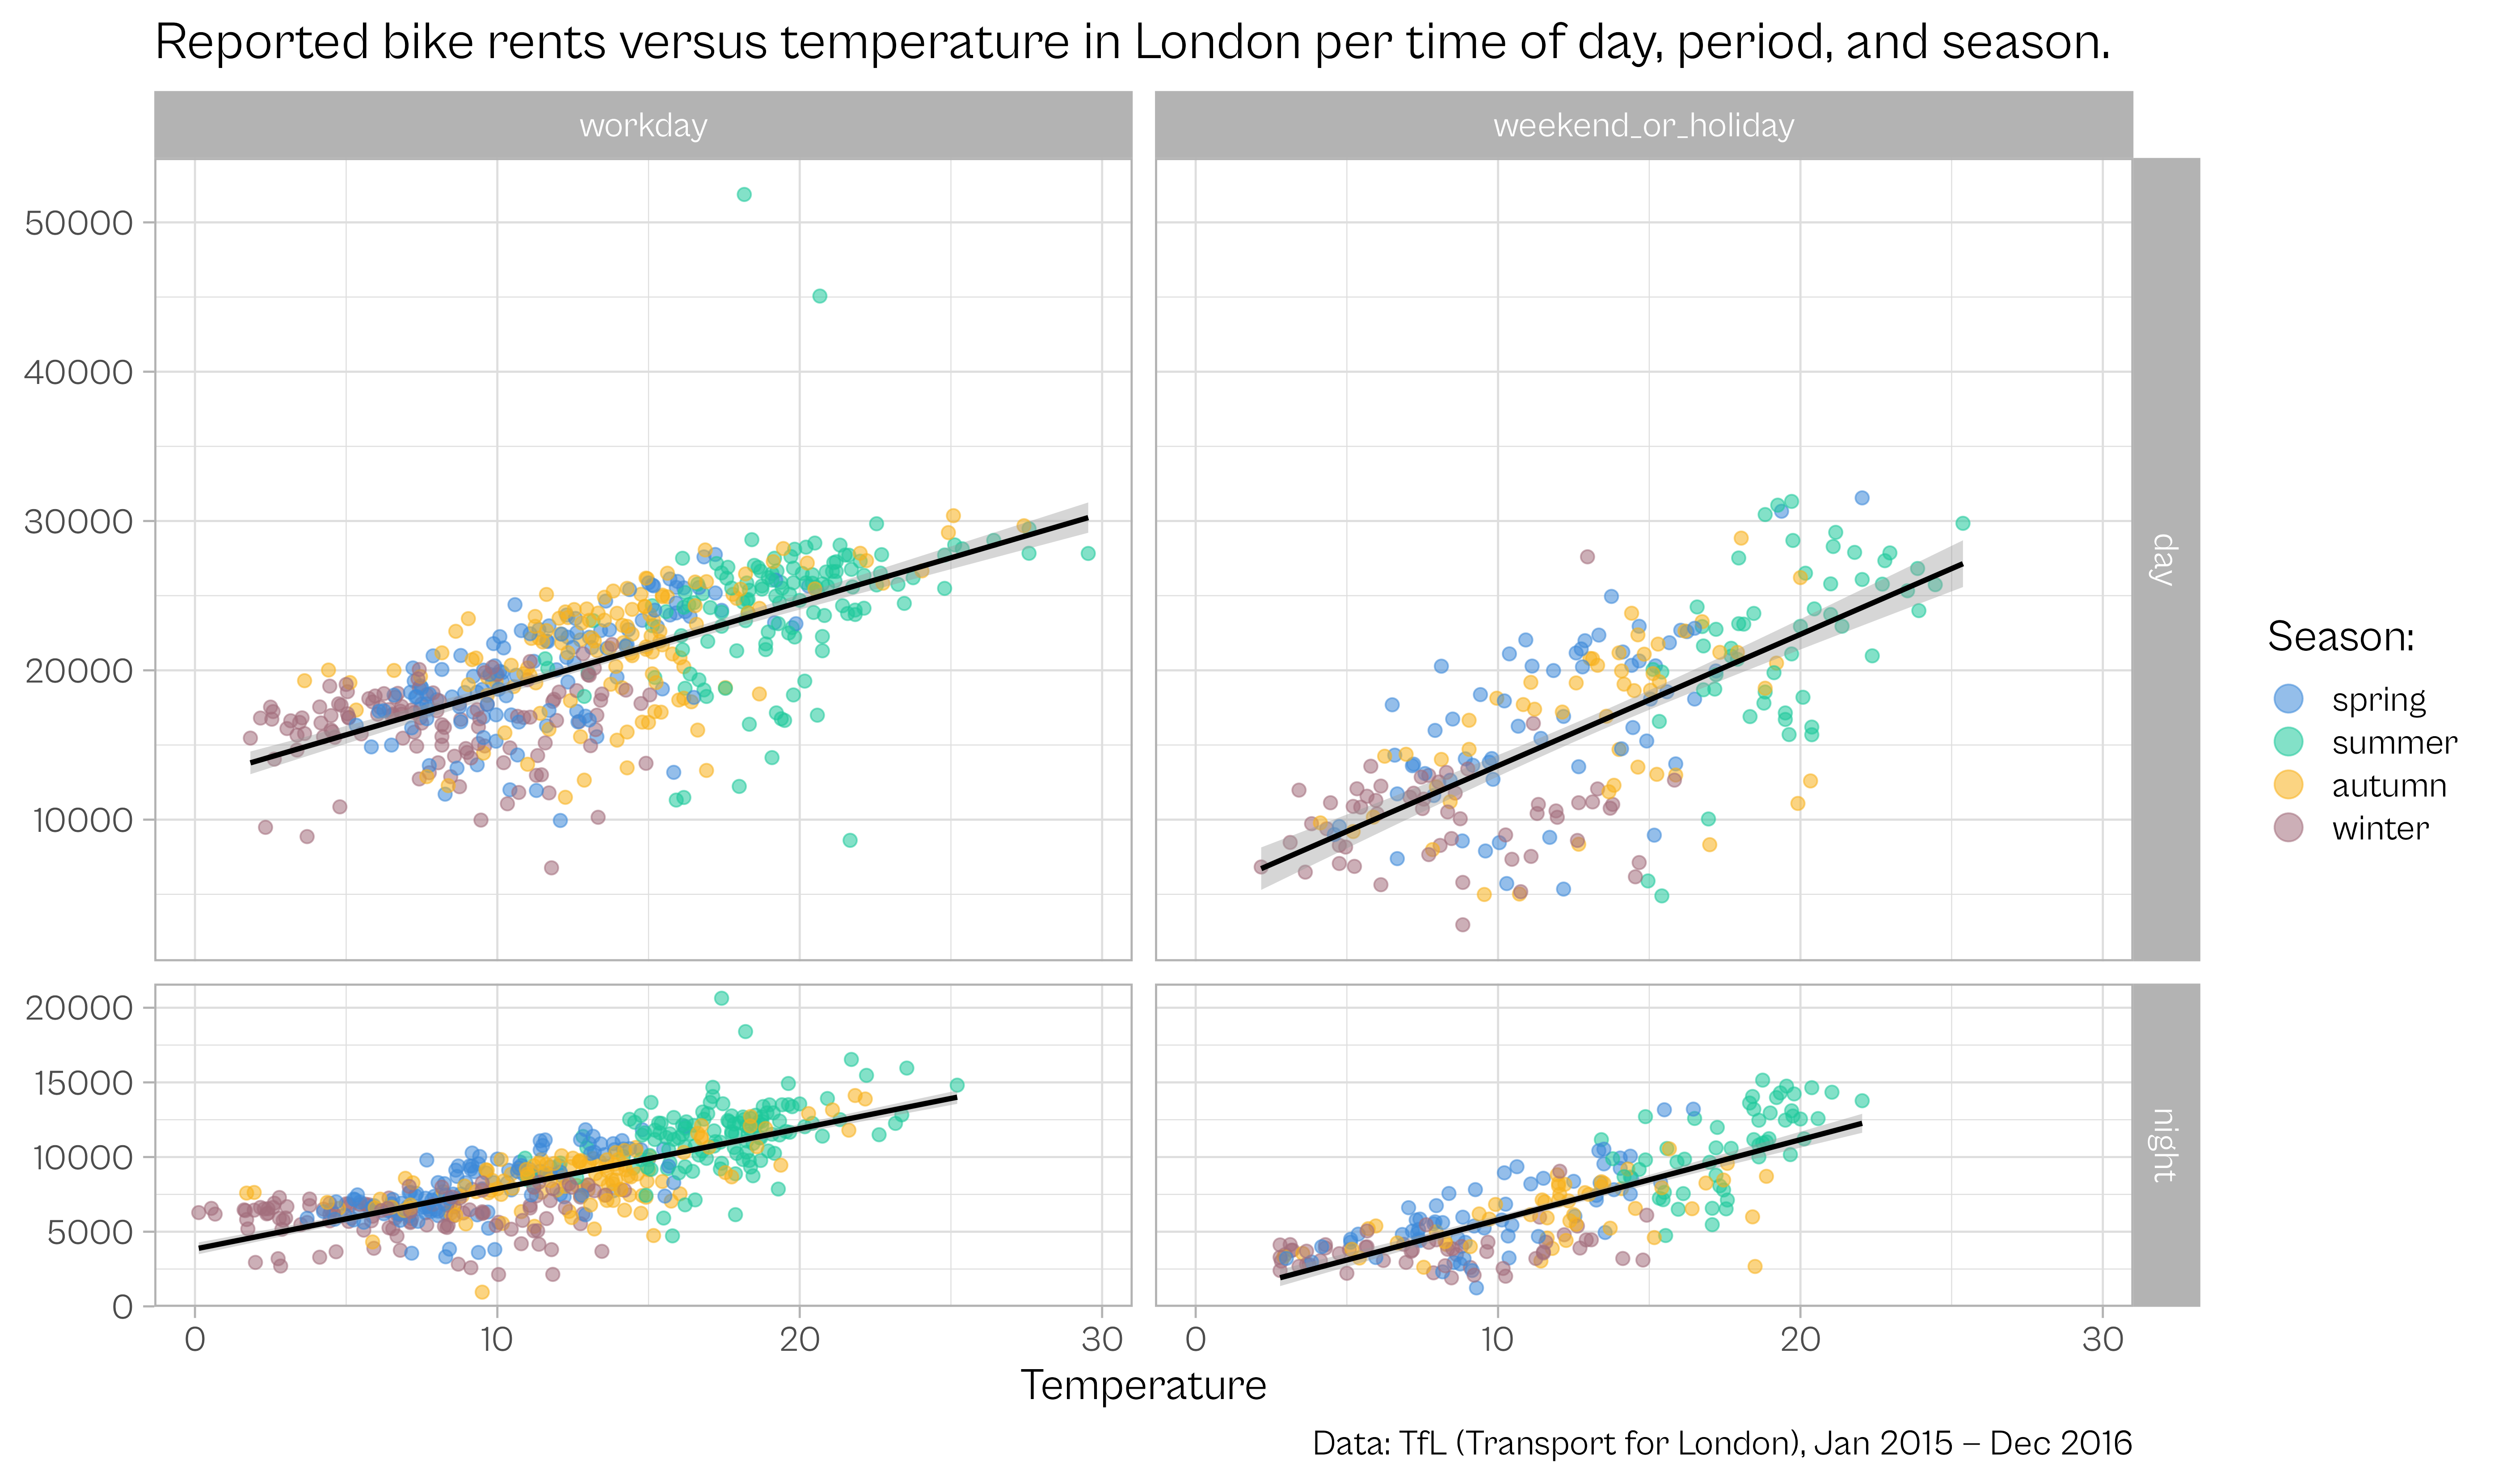 Reported bike rents versus temperature in London per time of day, period, and season.
workday
weekend_or_holiday
50000
40000
30000
20000
10000
day
20000
15000
10000
5000
0
night
0
10
20
30
0
10
20
30
Temperature
Season:
spring
summer
autumn
winter
Data: TfL (Transport for London), Jan 2015 – Dec 2016